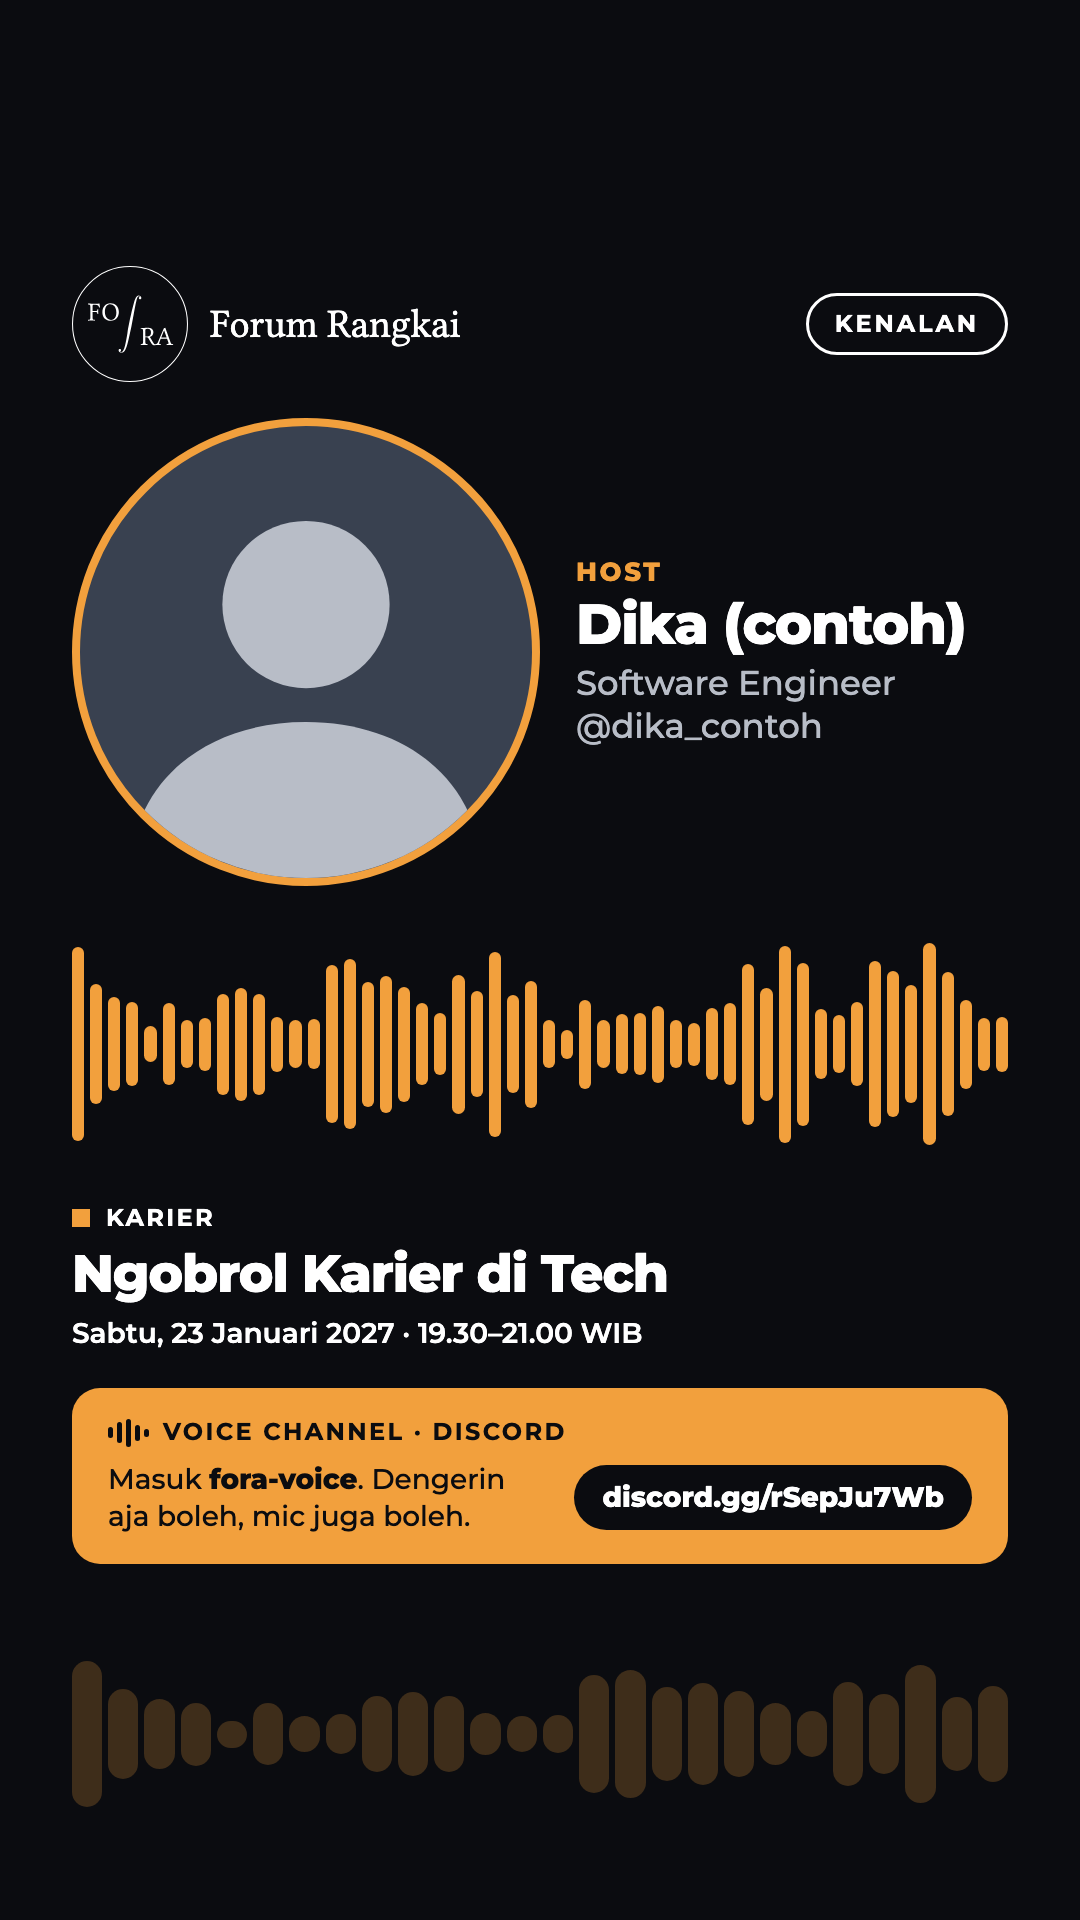 FO
RA
Forum Rangkai
KENALAN
HOST
Dika (contoh)
Software Engineer
@dika_contoh
KARIER
Ngobrol Karier di Tech
Sabtu, 23 Januari 2027 · 19.30–21.00 WIB
VOICE CHANNEL · DISCORD
Masuk fora-voice. Dengerin
aja boleh, mic juga boleh.
discord.gg/rSepJu7Wb